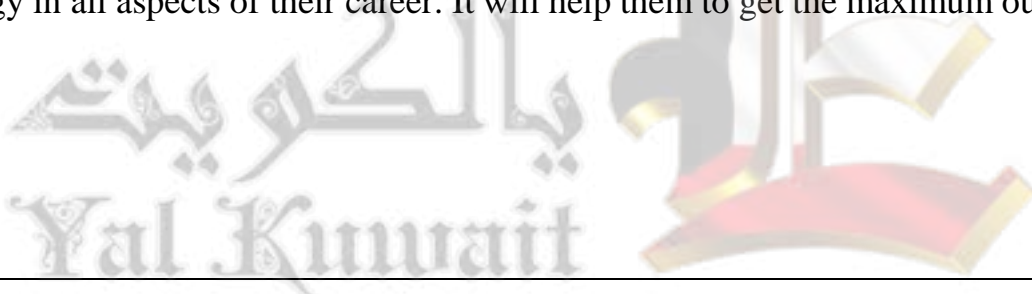 gy in all aspects of their career. It will help them to get the maximum ou
يالكويت
Yal Kuwait